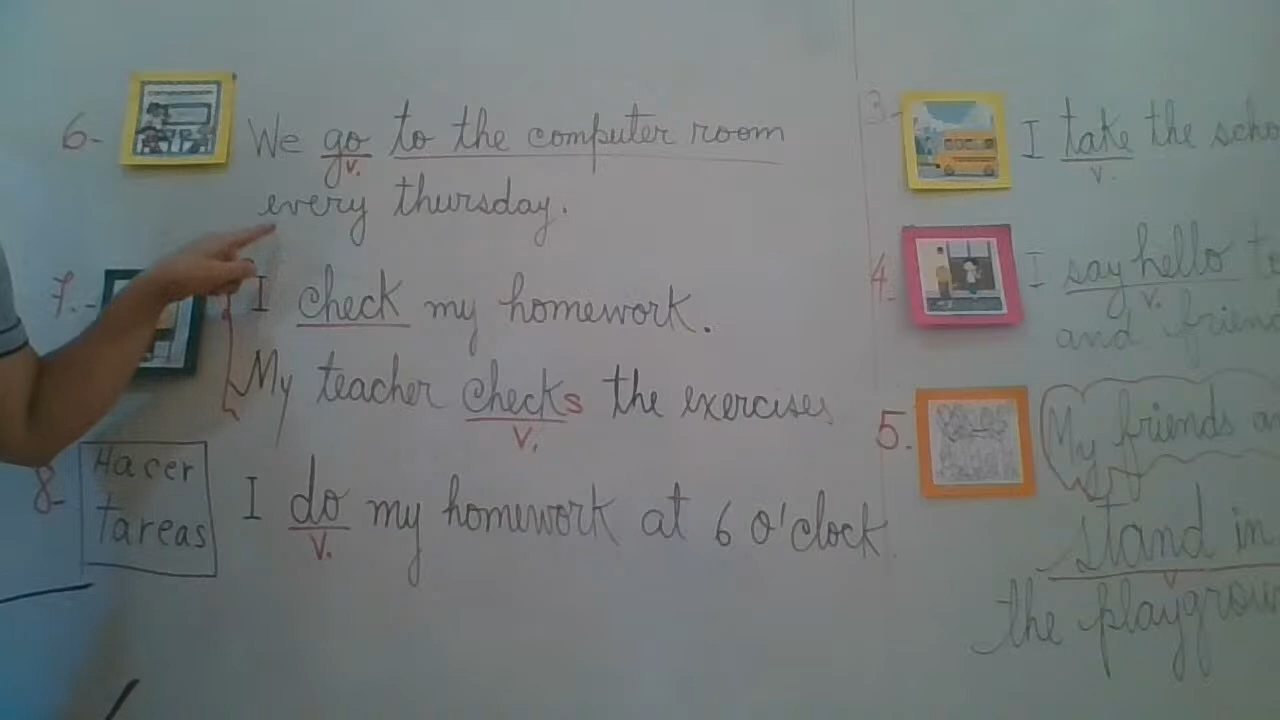 6- We go to the computer room
v.
every thursday.
7.- I check my homework.
My teacher checks the exercises
v.
8- Hacer
tareas
I do my homework at 6 o'clock
v.
3- I take the scho
v.
4. I say hello to
v.
and frien
5. My friends a
stand in
v
the playgrou